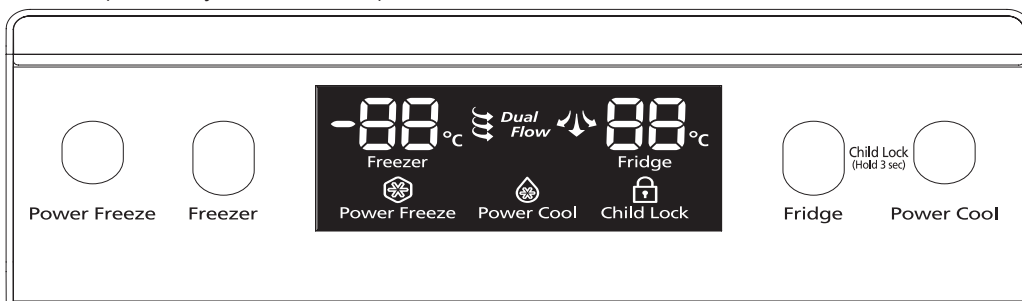 -88°C Dual Flow 88°C
Freezer Fridge
Power Freeze Power Cool Child Lock
Power Freeze Freezer
Child Lock
(Hold 3 sec)
Fridge Power Cool